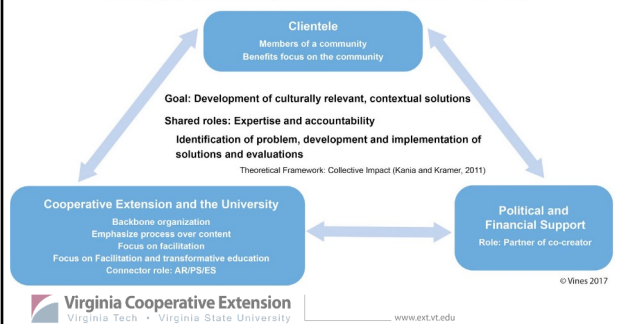 Clientele
Members of a community
Benefits focus on the community
Goal: Development of culturally relevant, contextual solutions
Shared roles: Expertise and accountability
Identification of problem, development and implementation of
solutions and evaluations
Theoretical Framework: Collective Impact (Kania and Kramer, 2011)
Cooperative Extension and the University
Backbone organization
Emphasize process over content
Focus on facilitation
Focus on Facilitation and transformative education
Connector role: AR/PS/ES
Political and
Financial Support
Role: Partner of co-creator
© Vines 2017
Virginia Cooperative Extension
Virginia Tech • Virginia State University
www.ext.vt.edu